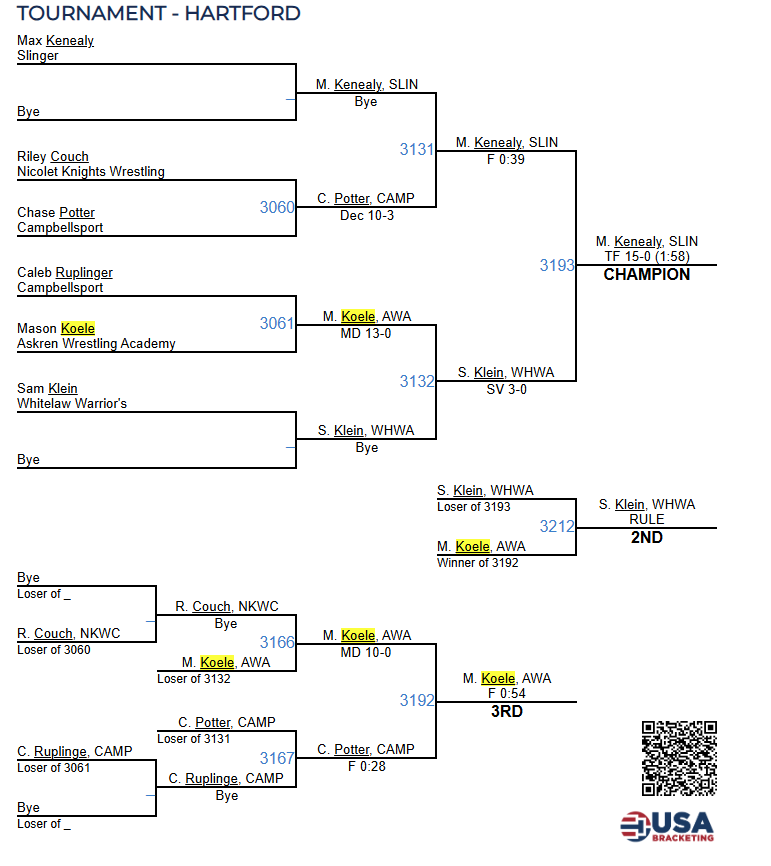 TOURNAMENT - HARTFORD
Max Kenealy
Slinger
M. Kenealy, SLIN
Bye
_
Bye
3131
M. Kenealy, SLIN
F 0:39
Riley Couch
Nicolet Knights Wrestling
3060
C. Potter, CAMP
Dec 10-3
Chase Potter
Campbellsport
3193
M. Kenealy, SLIN
TF 15-0 (1:58)
CHAMPION
Caleb Ruplinger
Campbellsport
3061
M. Koele, AWA
MD 13-0
Mason Koele
Askren Wrestling Academy
3132
S. Klein, WHWA
SV 3-0
Sam Klein
Whitelaw Warrior's
S. Klein, WHWA
Bye
_
Bye
S. Klein, WHWA
Loser of 3193
3212
S. Klein, WHWA
RULE
2ND
M. Koele, AWA
Winner of 3192
Bye
Loser of _
R. Couch, NKWC
Bye
_
R. Couch, NKWC
Loser of 3060
3166
M. Koele, AWA
MD 10-0
M. Koele, AWA
Loser of 3132
3192
M. Koele, AWA
F 0:54
3RD
C. Potter, CAMP
Loser of 3131
3167
C. Potter, CAMP
F 0:28
C. Ruplinge, CAMP
Loser of 3061
C. Ruplinge, CAMP
Bye
_
Bye
Loser of _
USA
BRACKETING